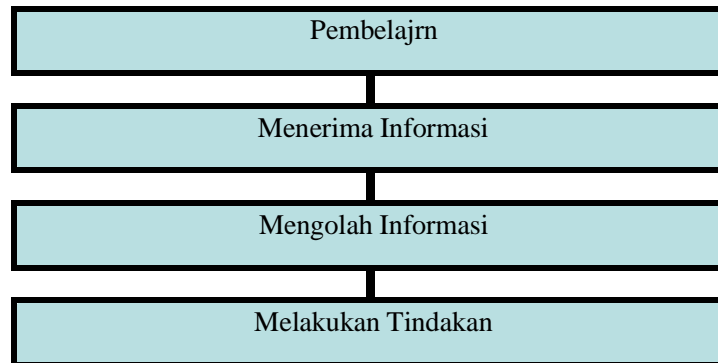 Pembelajrn
Menerima Informasi
Mengolah Informasi
Melakukan Tindakan